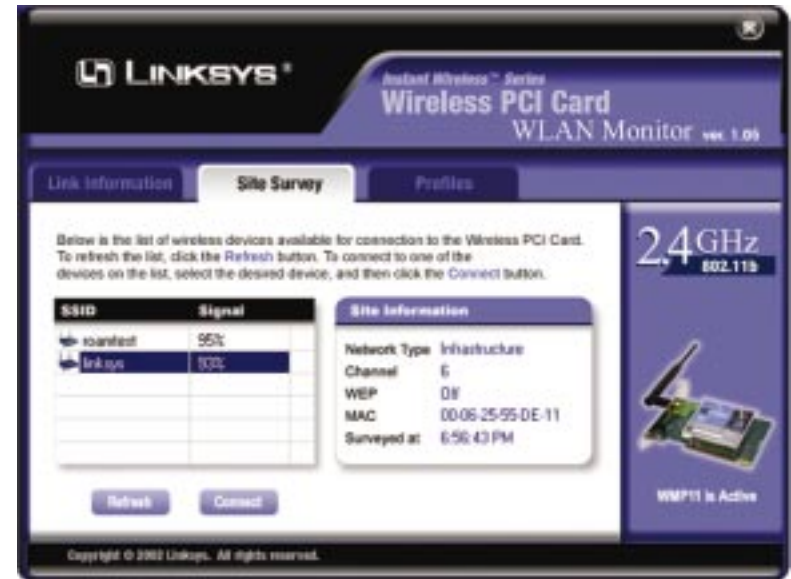 LINKSYS®
Instant Wireless™ Series
Wireless PCI Card
WLAN Monitor ver. 1.05
Link Information
Site Survey
Profiles
Below is the list of wireless devices available for connection to the Wireless PCI Card.
To refresh the list, click the Refresh button. To connect to one of the
devices on the list, select the desired device, and then click the Connect button.
SSID Signal
roamtest 95%
linksys 93%
Site Information
Network Type Infrastructure
Channel 6
WEP Off
MAC 00-06-25-55-DE-11
Surveyed at 6:56:43 PM
Refresh
Connect
2,4GHz
802.11b
WMP11 is Active
Copyright © 2002 Linksys. All rights reserved.